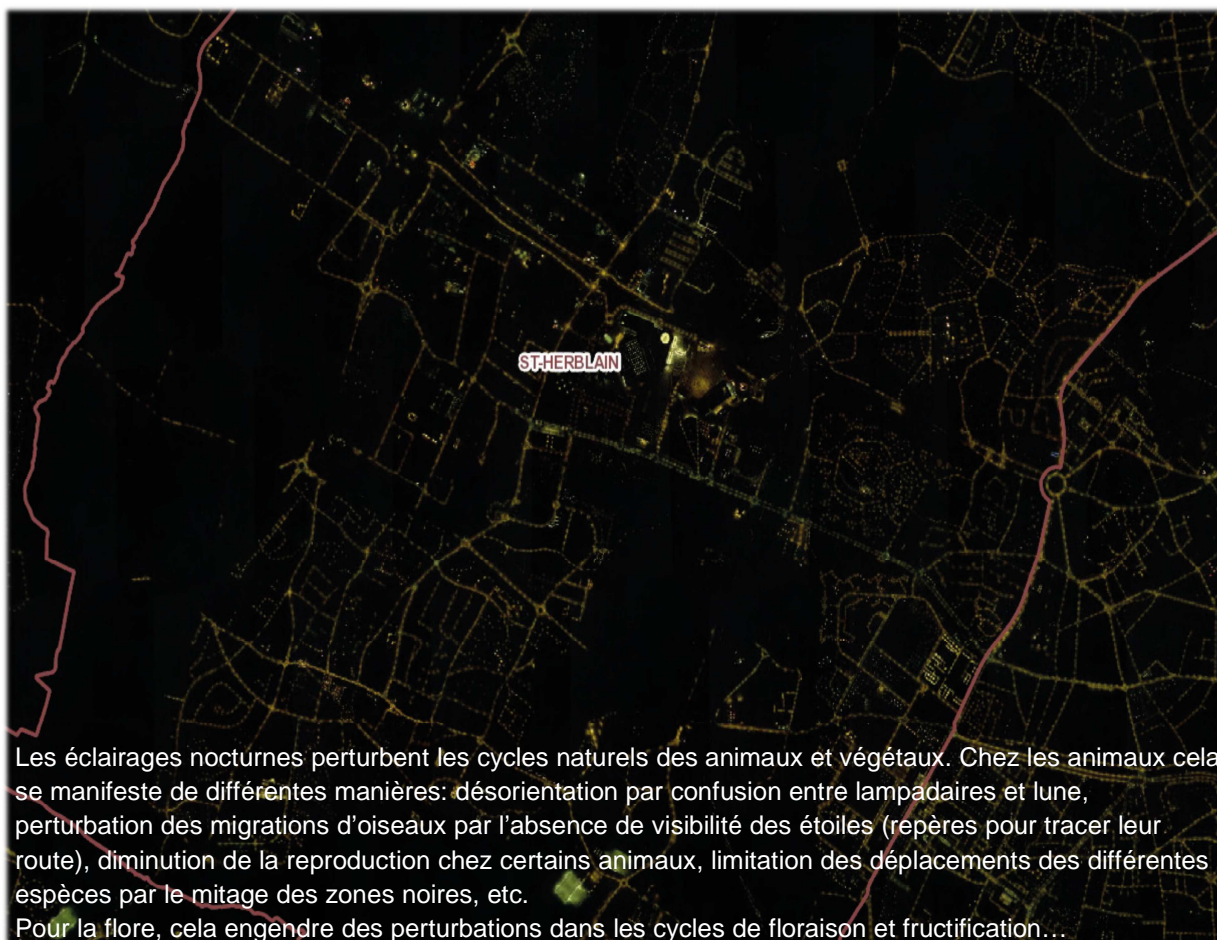 ST-HERBLAIN
Les éclairages nocturnes perturbent les cycles naturels des animaux et végétaux. Chez les animaux cela
se manifeste de différentes manières: désorientation par confusion entre lampadaires et lune,
perturbation des migrations d'oiseaux par l'absence de visibilité des étoiles (repères pour tracer leur
route), diminution de la reproduction chez certains animaux, limitation des déplacements des différentes
espèces par le mitage des zones noires, etc.
Pour la flore, cela engendre des perturbations dans les cycles de floraison et fructification…